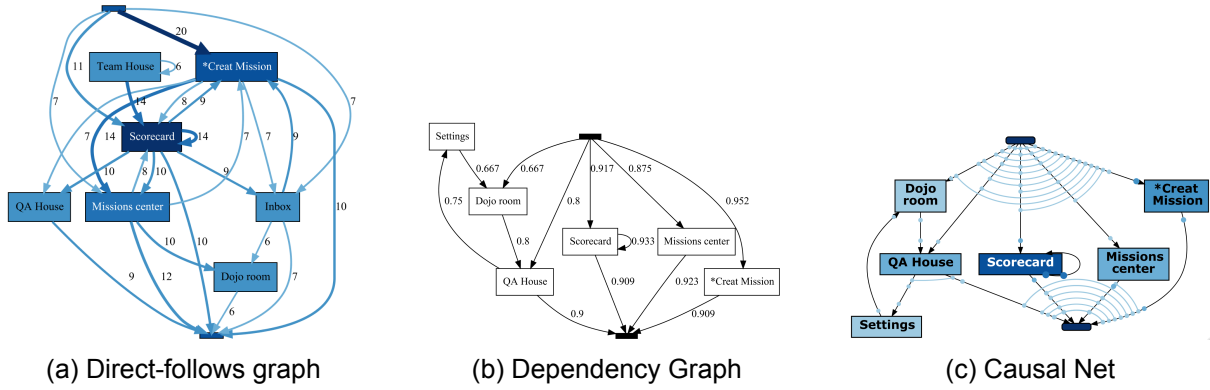 20
11
Team House
6
*Creat Mission
7
14
8
9
7
7
14
7
7
9
Scorecard
14
10
8
10
9
QA House
Missions center
Inbox
10
10
10
6
Dojo room
9
12
7
6
(a) Direct-follows graph
Settings
0.667
0.667
0.917
0.875
0.75
Dojo room
0.8
0.952
0.8
Scorecard
0.933
Missions center
QA House
0.909
0.923
*Creat Mission
0.9
0.909
(b) Dependency Graph
Dojo
room
*Creat
Mission
QA House
Scorecard
Missions
center
Settings
(c) Causal Net